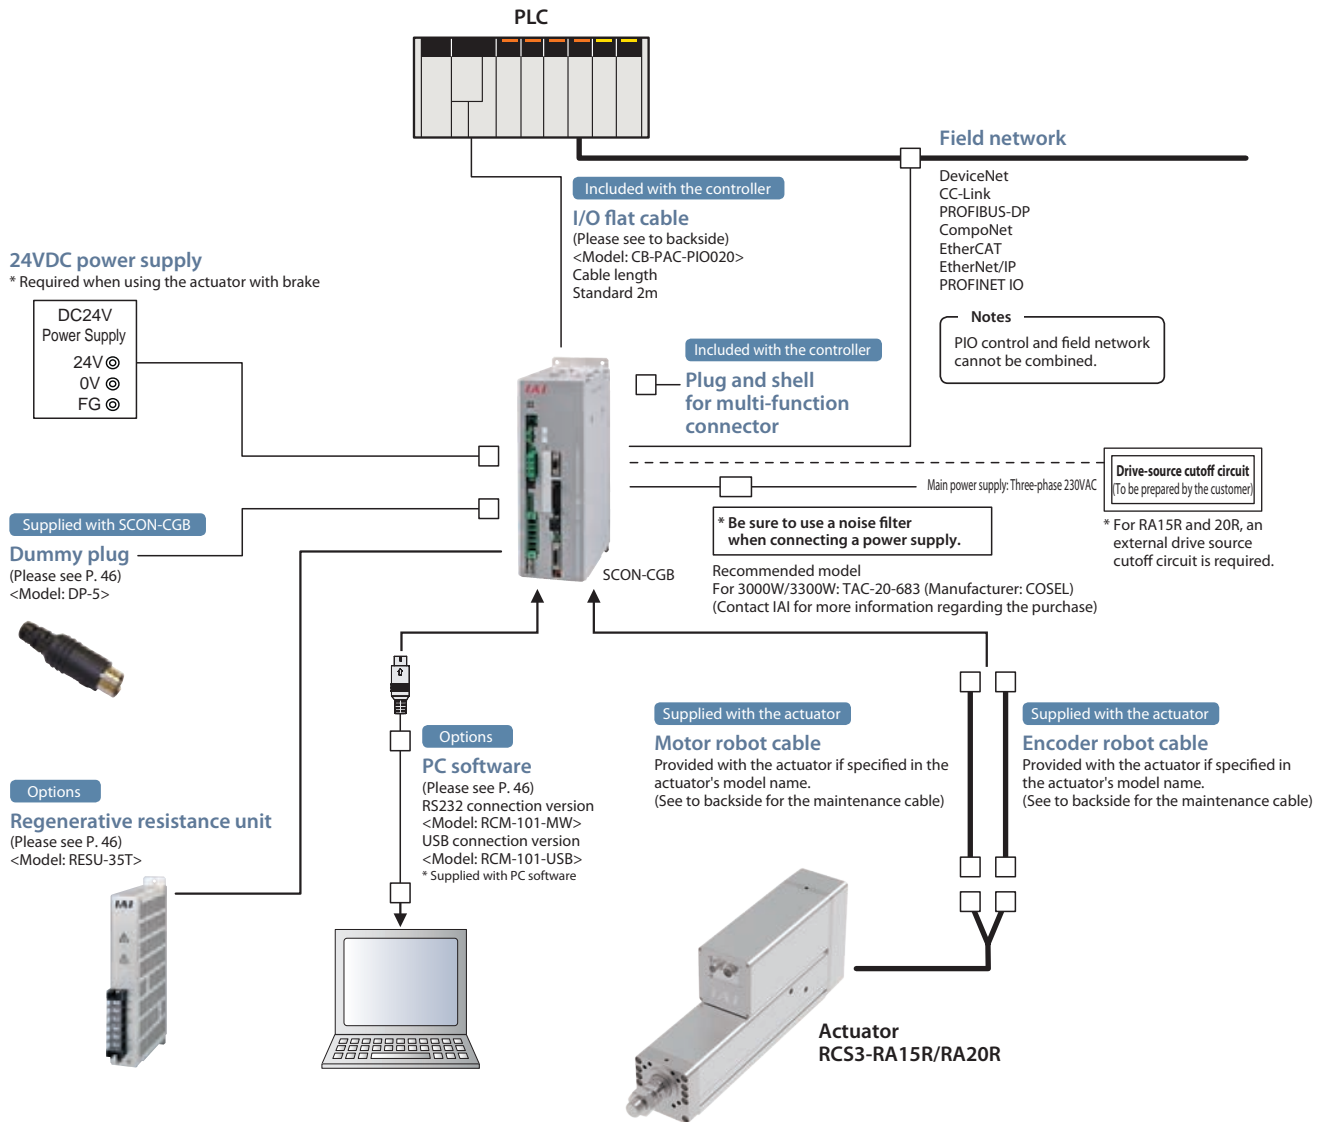 PLC
Field network
DeviceNet
CC-Link
PROFIBUS-DP
CompoNet
EtherCAT
EtherNet/IP
PROFINET IO
Notes
PIO control and field network
cannot be combined.
Included with the controller
I/O flat cable
(Please see to backside)
<Model: CB-PAC-PIO020>
Cable length
Standard 2m
24VDC power supply
* Required when using the actuator with brake
DC24V
Power Supply
24V
0V
FG
Included with the controller
Plug and shell
for multi-function
connector
IAI
Main power supply: Three-phase 230VAC
Drive-source cutoff circuit
(To be prepared by the customer)
* For RA15R and 20R, an
external drive source
cutoff circuit is required.
* Be sure to use a noise filter
when connecting a power supply.
Recommended model
For 3000W/3300W: TAC-20-683 (Manufacturer: COSEL)
(Contact IAI for more information regarding the purchase)
SCON-CGB
Supplied with SCON-CGB
Dummy plug
(Please see P. 46)
<Model: DP-5>
Options
Regenerative resistance unit
(Please see P. 46)
<Model: RESU-35T>
IAI
Options
PC software
(Please see P. 46)
RS232 connection version
<Model: RCM-101-MW>
USB connection version
<Model: RCM-101-USB>
* Supplied with PC software
Supplied with the actuator
Motor robot cable
Provided with the actuator if specified in the
actuator's model name.
(See to backside for the maintenance cable)
Supplied with the actuator
Encoder robot cable
Provided with the actuator if specified in
the actuator's model name.
(See to backside for the maintenance cable)
IAI
Actuator
RCS3-RA15R/RA20R